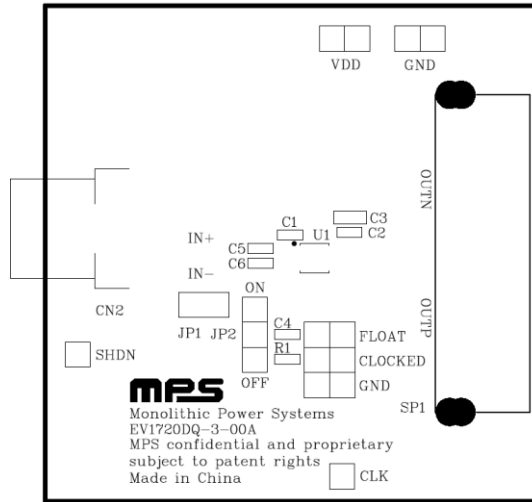 VDD GND
OUTN
C1 C3
IN+ U1 C2
C5
C6
IN-
ON
CN2
OUTP
JP1 JP2 C4 FLOAT
SHDN R1 CLOCKED
OFF GND
SP1
MPS
Monolithic Power Systems
EV1720DQ-3-00A
MPS confidential and proprietary
subject to patent rights
Made in China
CLK